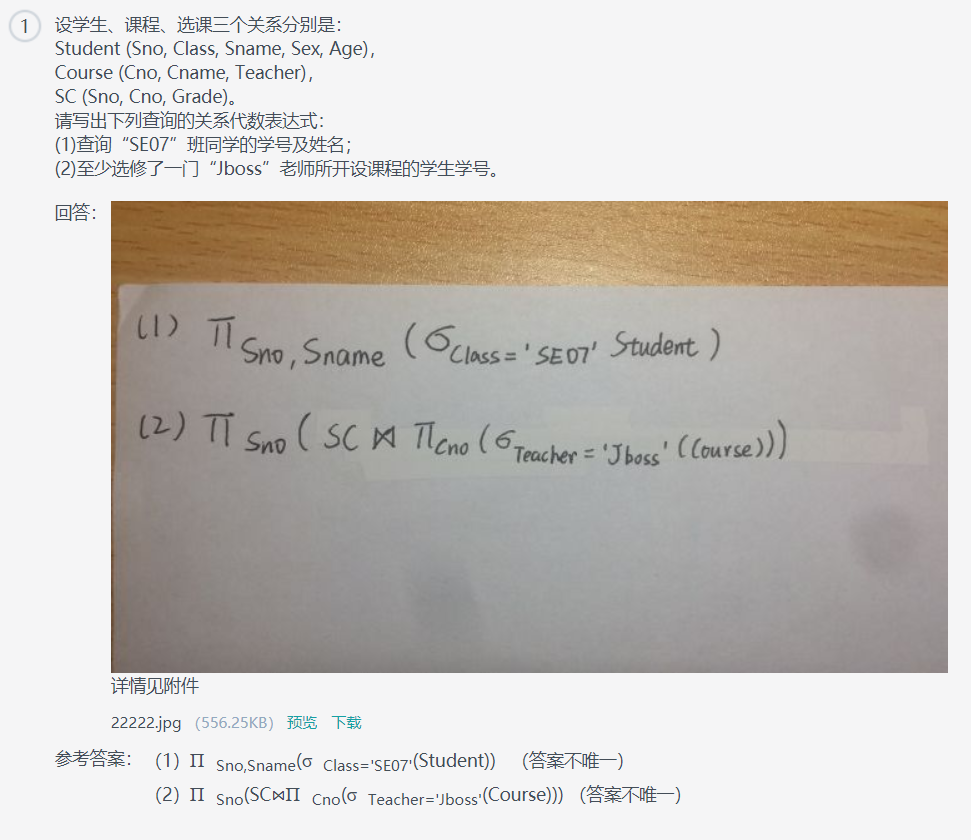 1
设学生、课程、选课三个关系分别是：
Student (Sno, Class, Sname, Sex, Age)，
Course (Cno, Cname, Teacher)，
SC (Sno, Cno, Grade)。
请写出下列查询的关系代数表达式：
(1)查询“SE07”班同学的学号及姓名；
(2)至少选修了一门“Jboss”老师所开设课程的学生学号。
回答：
(1) π Sno, Sname (σ Class='SE07' Student)
(2) π Sno (SC ⋈ π Cno (σ Teacher='Jboss' (Course)))
详情见附件
22222.jpg (556.25KB) 预览 下载
参考答案： （1）Π Sno,Sname(σ Class='SE07'(Student)) （答案不唯一）
（2）Π Sno(SC⋈Π Cno(σ Teacher='Jboss'(Course))) （答案不唯一）